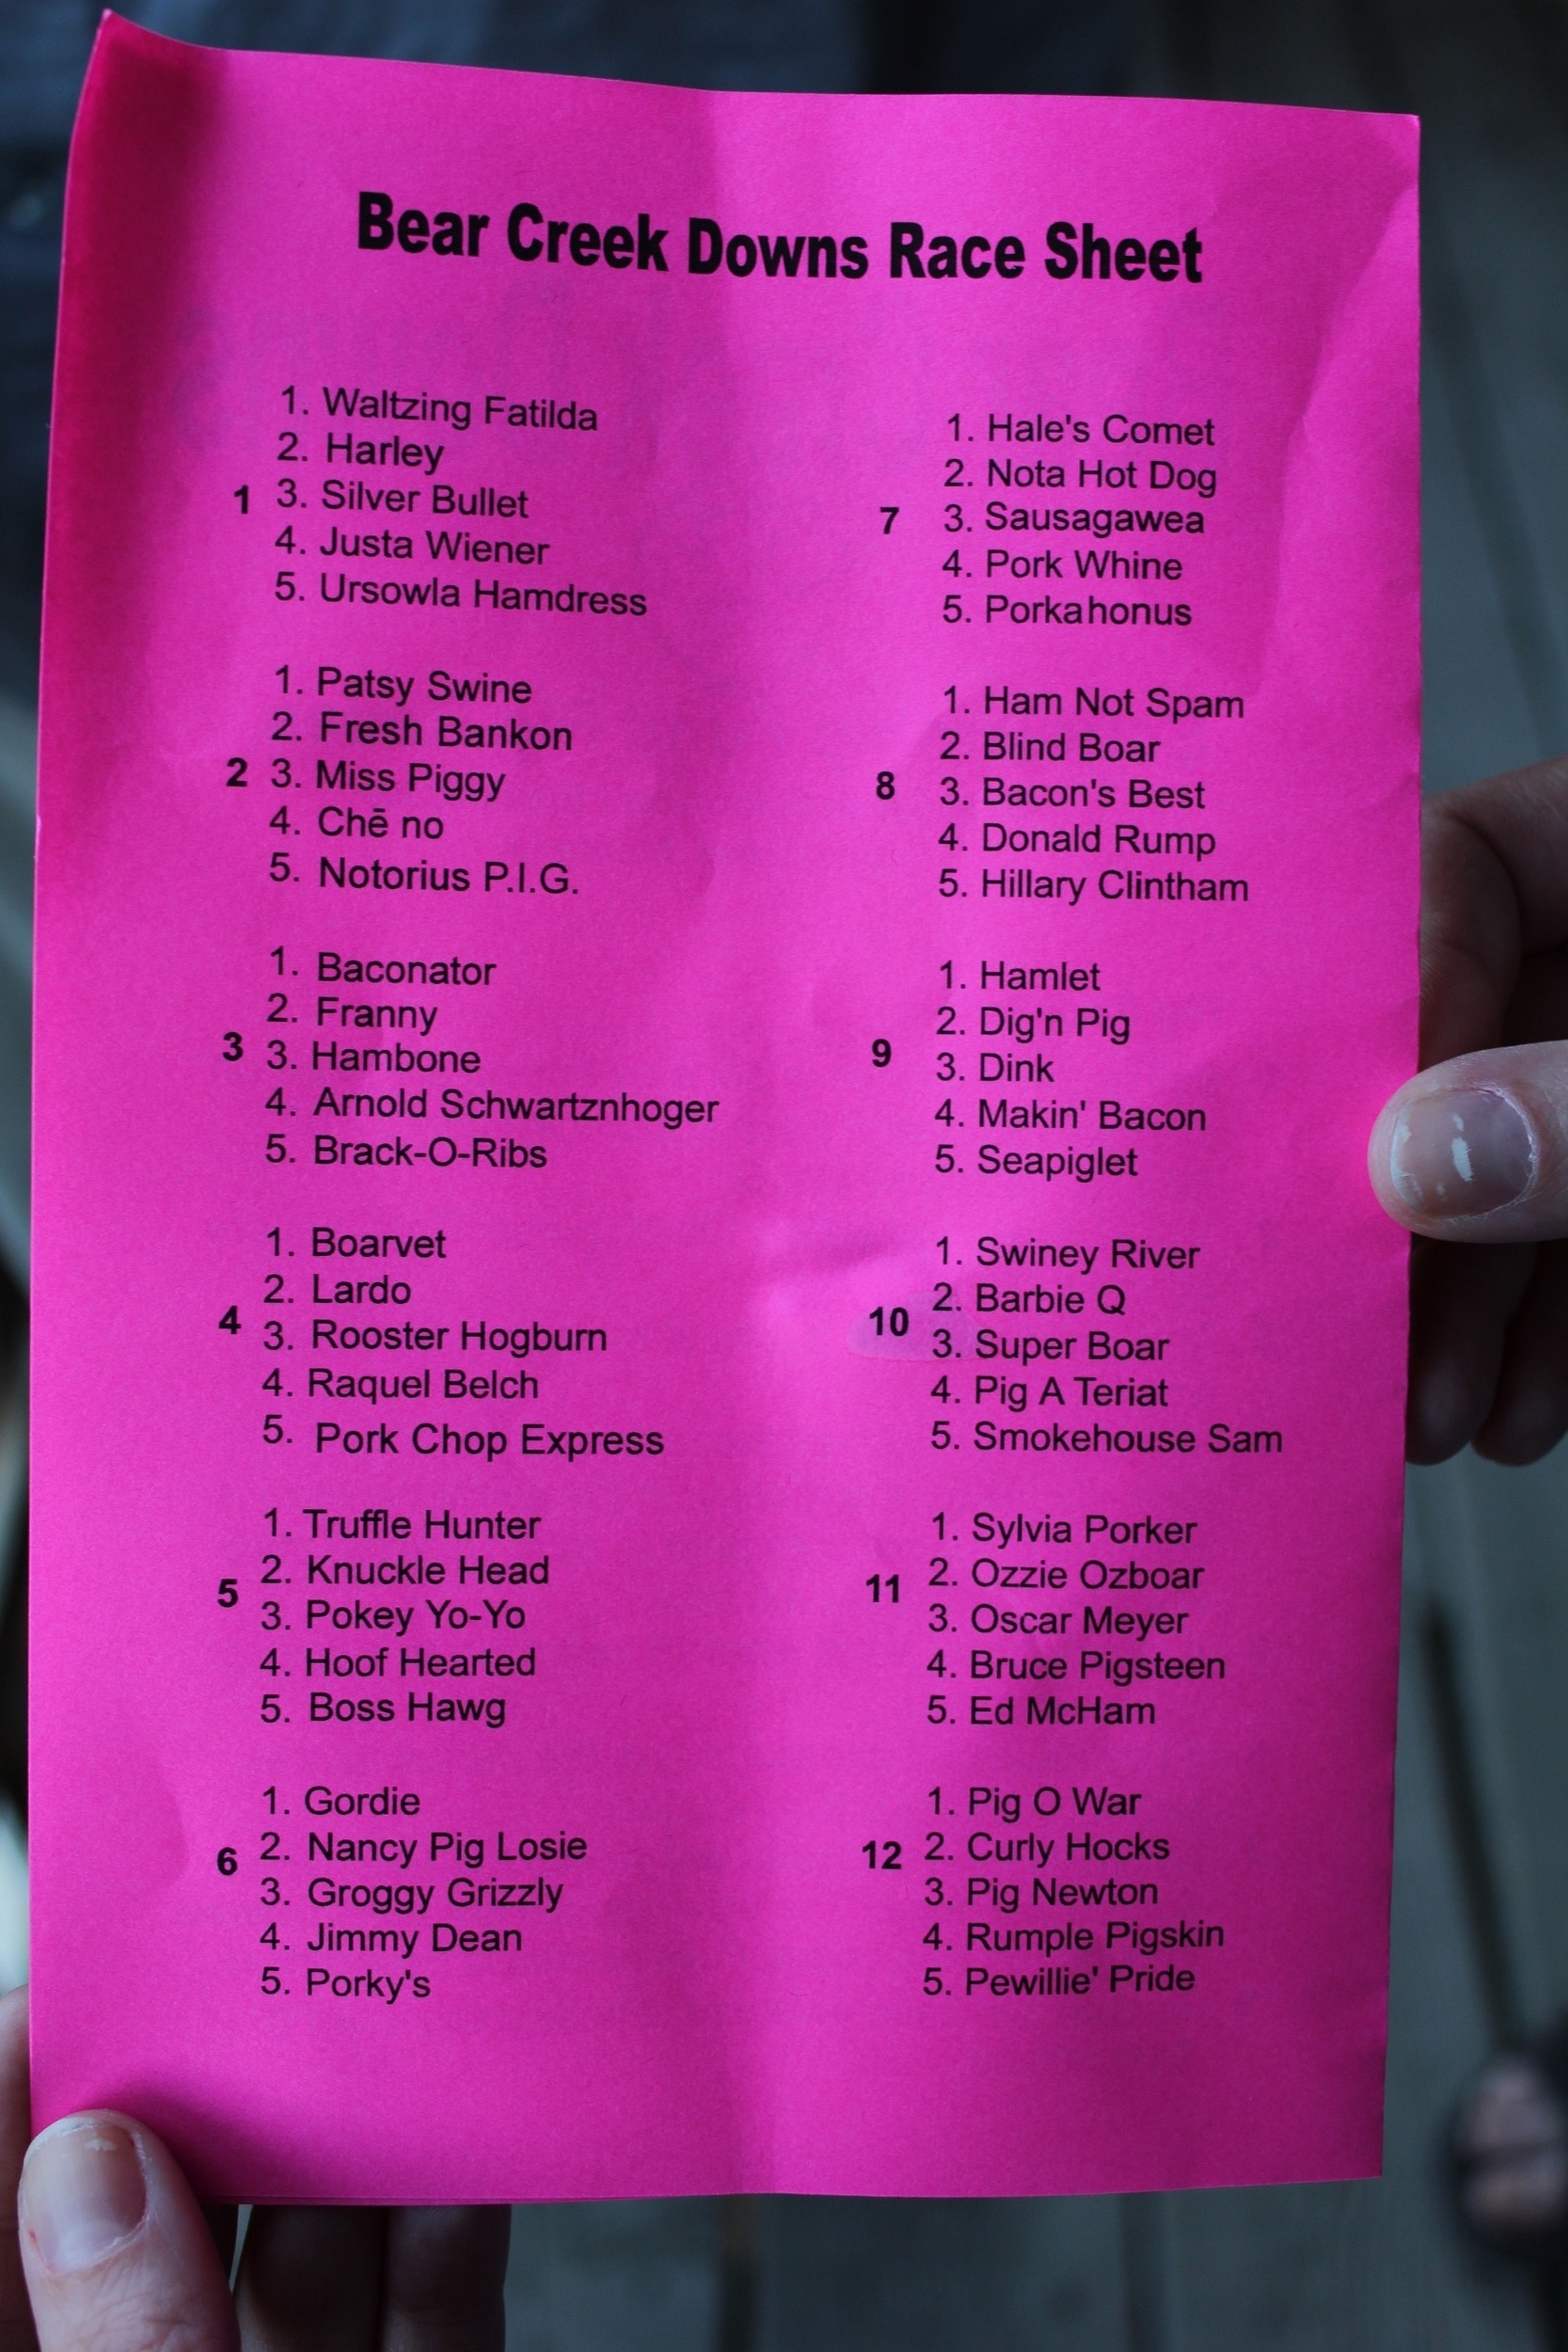 Bear Creek Downs Race Sheet
1
1. Waltzing Fatilda
2. Harley
3. Silver Bullet
4. Justa Wiener
5. Ursowla Hamdress
2
1. Patsy Swine
2. Fresh Bankon
3. Miss Piggy
4. Chē no
5. Notorius P.I.G.
3
1. Baconator
2. Franny
3. Hambone
4. Arnold Schwartznhoger
5. Brack-O-Ribs
4
1. Boarvet
2. Lardo
3. Rooster Hogburn
4. Raquel Belch
5. Pork Chop Express
5
1. Truffle Hunter
2. Knuckle Head
3. Pokey Yo-Yo
4. Hoof Hearted
5. Boss Hawg
6
1. Gordie
2. Nancy Pig Losie
3. Groggy Grizzly
4. Jimmy Dean
5. Porky's
7
1. Hale's Comet
2. Nota Hot Dog
3. Sausagawea
4. Pork Whine
5. Porkahonus
8
1. Ham Not Spam
2. Blind Boar
3. Bacon's Best
4. Donald Rump
5. Hillary Clintham
9
1. Hamlet
2. Dig'n Pig
3. Dink
4. Makin' Bacon
5. Seapiglet
10
1. Swiney River
2. Barbie Q
3. Super Boar
4. Pig A Teriat
5. Smokehouse Sam
11
1. Sylvia Porker
2. Ozzie Ozboar
3. Oscar Meyer
4. Bruce Pigsteen
5. Ed McHam
12
1. Pig O War
2. Curly Hocks
3. Pig Newton
4. Rumple Pigskin
5. Pewillie' Pride